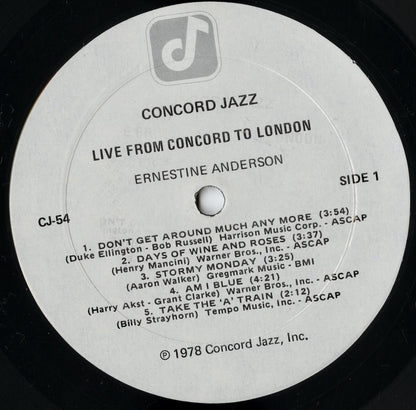 CONCORD JAZZ
LIVE FROM CONCORD TO LONDON
ERNESTINE ANDERSON
CJ-54
SIDE 1
1. DON'T GET AROUND MUCH ANY MORE (3:54)
(Duke Ellington - Bob Russell) Harrison Music Corp. - ASCAP
2. DAYS OF WINE AND ROSES (3:37)
(Henry Mancini) Warner Bros., Inc. - ASCAP
3. STORMY MONDAY (3:25)
(Aaron Walker) Gregmark Music - BMI
4. AM I BLUE (4:21)
(Harry Akst - Grant Clarke) Warner Bros., Inc. - ASCAP
5. TAKE THE 'A' TRAIN (2:12)
(Billy Strayhorn) Tempo Music, Inc. - ASCAP
℗ 1978 Concord Jazz, Inc.